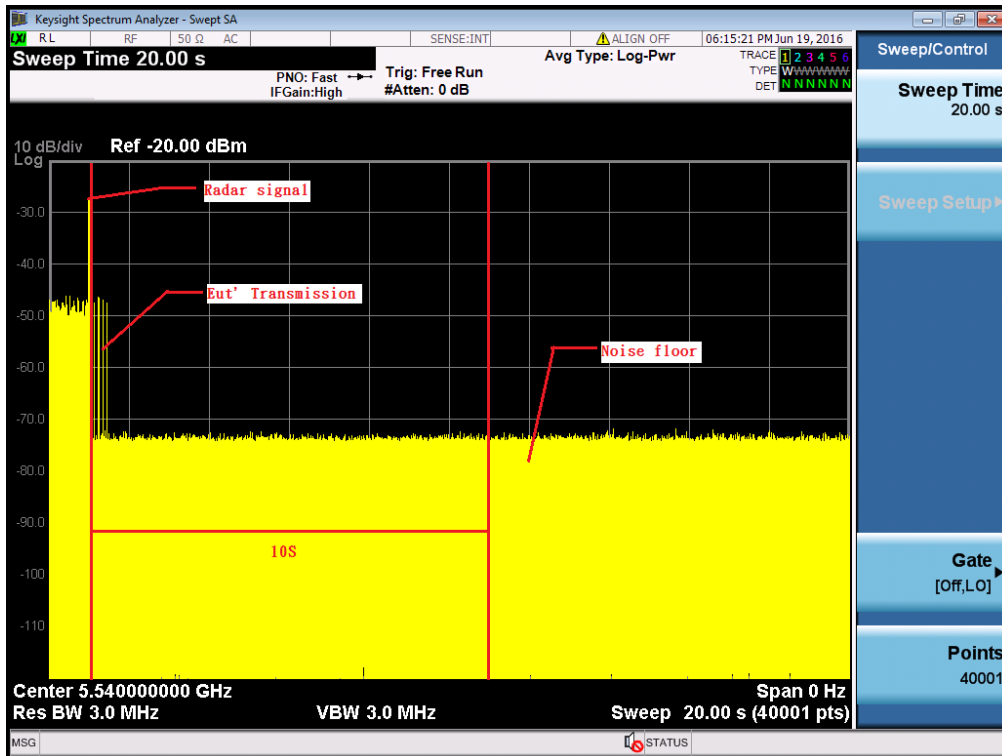 Keysight Spectrum Analyzer - Swept SA
LXI RL RF 50 Ω AC SENSE:INT ALIGN OFF 06:15:21 PM Jun 19, 2016
Sweep Time 20.00 s
PNO: Fast
IFGain:High
Trig: Free Run
#Atten: 0 dB
Avg Type: Log-Pwr
TRACE 1 2 3 4 5 6
TYPE WWWWWWW
DET N N N N N N
10 dB/div
Log
Ref -20.00 dBm
Radar signal
-30.0
-40.0
Eut' Transmission
-50.0
Noise floor
-60.0
-70.0
-80.0
-90.0
10S
-100
-110
Center 5.540000000 GHz
Span 0 Hz
Res BW 3.0 MHz
VBW 3.0 MHz
Sweep 20.00 s (40001 pts)
MSG
STATUS
Sweep/Control
Sweep Time
20.00 s
Sweep Setup
Gate
[Off,LO]
Points
40001